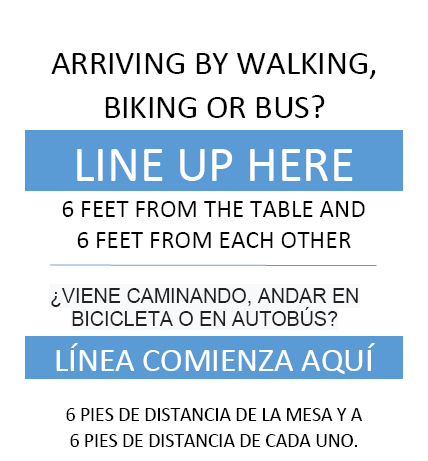 ARRIVING BY WALKING,
BIKING OR BUS?
LINE UP HERE
6 FEET FROM THE TABLE AND
6 FEET FROM EACH OTHER
¿VIENE CAMINANDO, ANDAR EN
BICICLETA O EN AUTOBÚS?
LÍNEA COMIENZA AQUÍ
6 PIES DE DISTANCIA DE LA MESA Y A
6 PIES DE DISTANCIA DE CADA UNO.